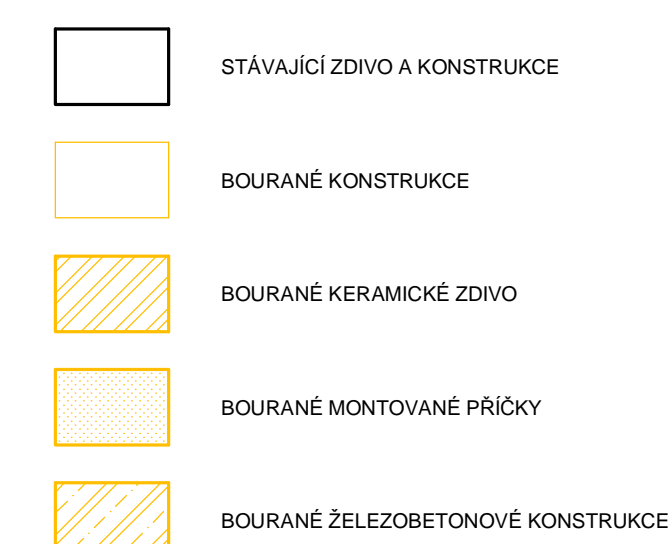 STÁVAJÍCÍ ZDIVO A KONSTRUKCE
BOURANÉ KONSTRUKCE
BOURANÉ KERAMICKÉ ZDIVO
BOURANÉ MONTOVANÉ PŘÍČKY
BOURANÉ ŽELEZOBETONOVÉ KONSTRUKCE